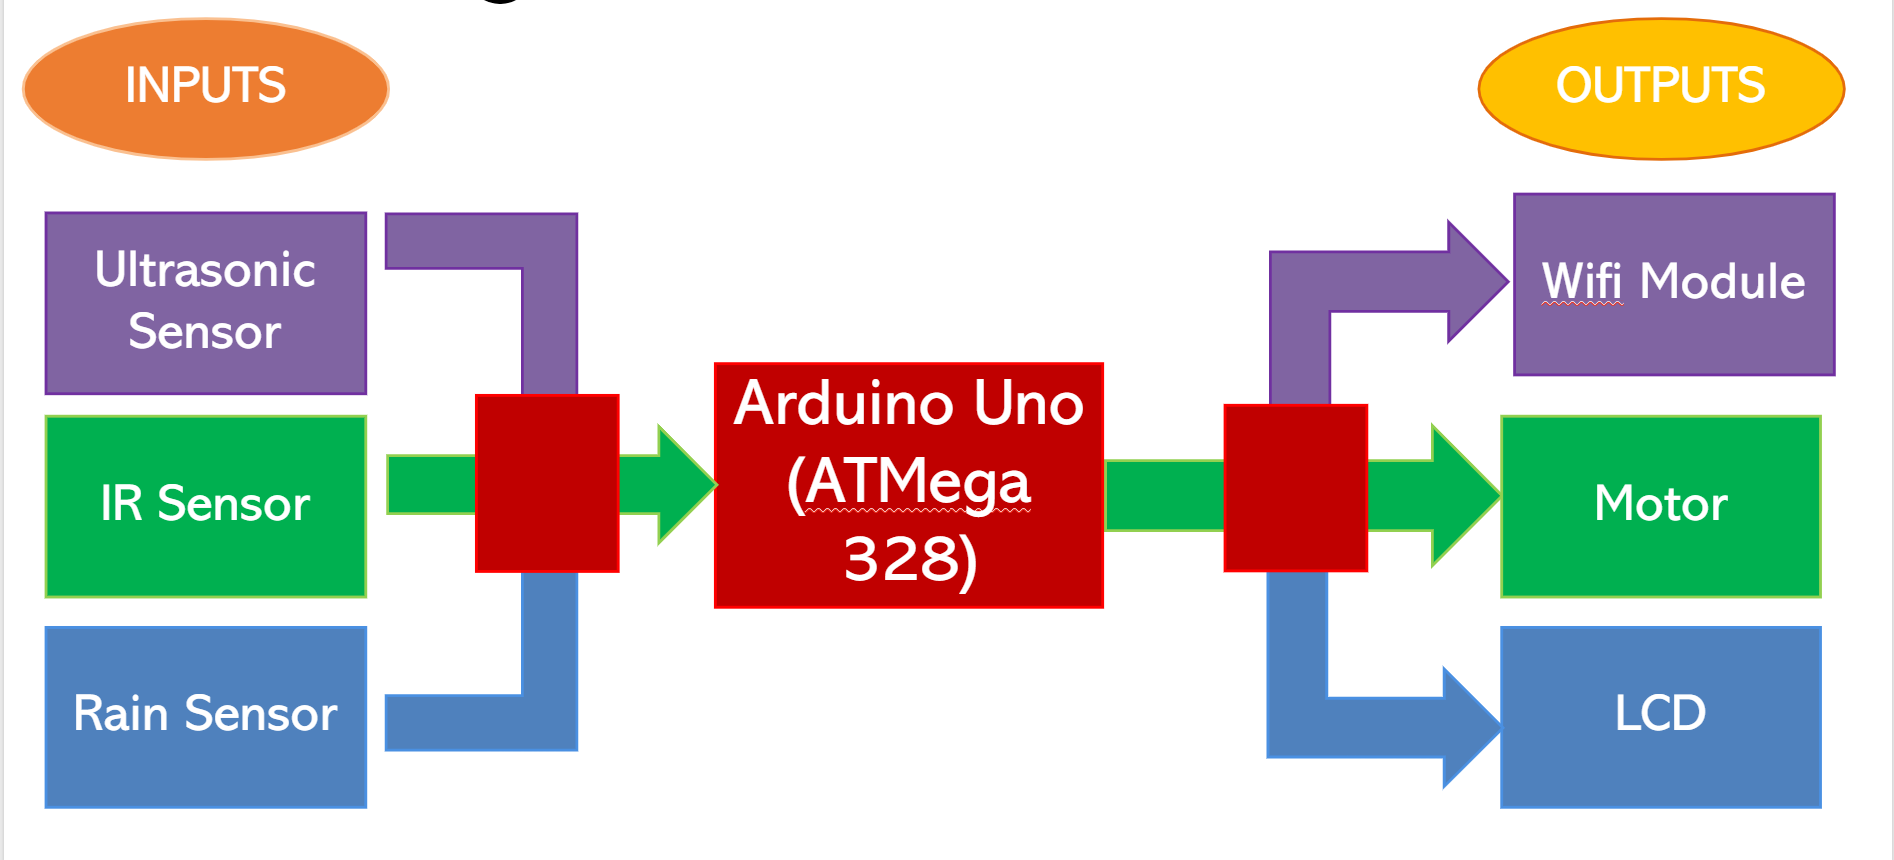 INPUTS
OUTPUTS
Ultrasonic
Sensor
Wifi Module
Arduino Uno
(ATMega
328)
IR Sensor
Motor
Rain Sensor
LCD